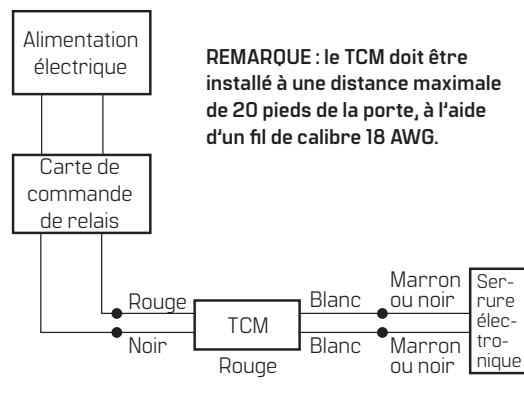 Alimentation
électrique
REMARQUE : le TCM doit être
installé à une distance maximale
de 20 pieds de la porte, à l'aide
d'un fil de calibre 18 AWG.
Carte de
commande
de relais
Rouge
Noir
TCM
Rouge
Blanc
Blanc
Marron
ou noir
Marron
ou noir
Ser-
rure
élec-
tro-
nique